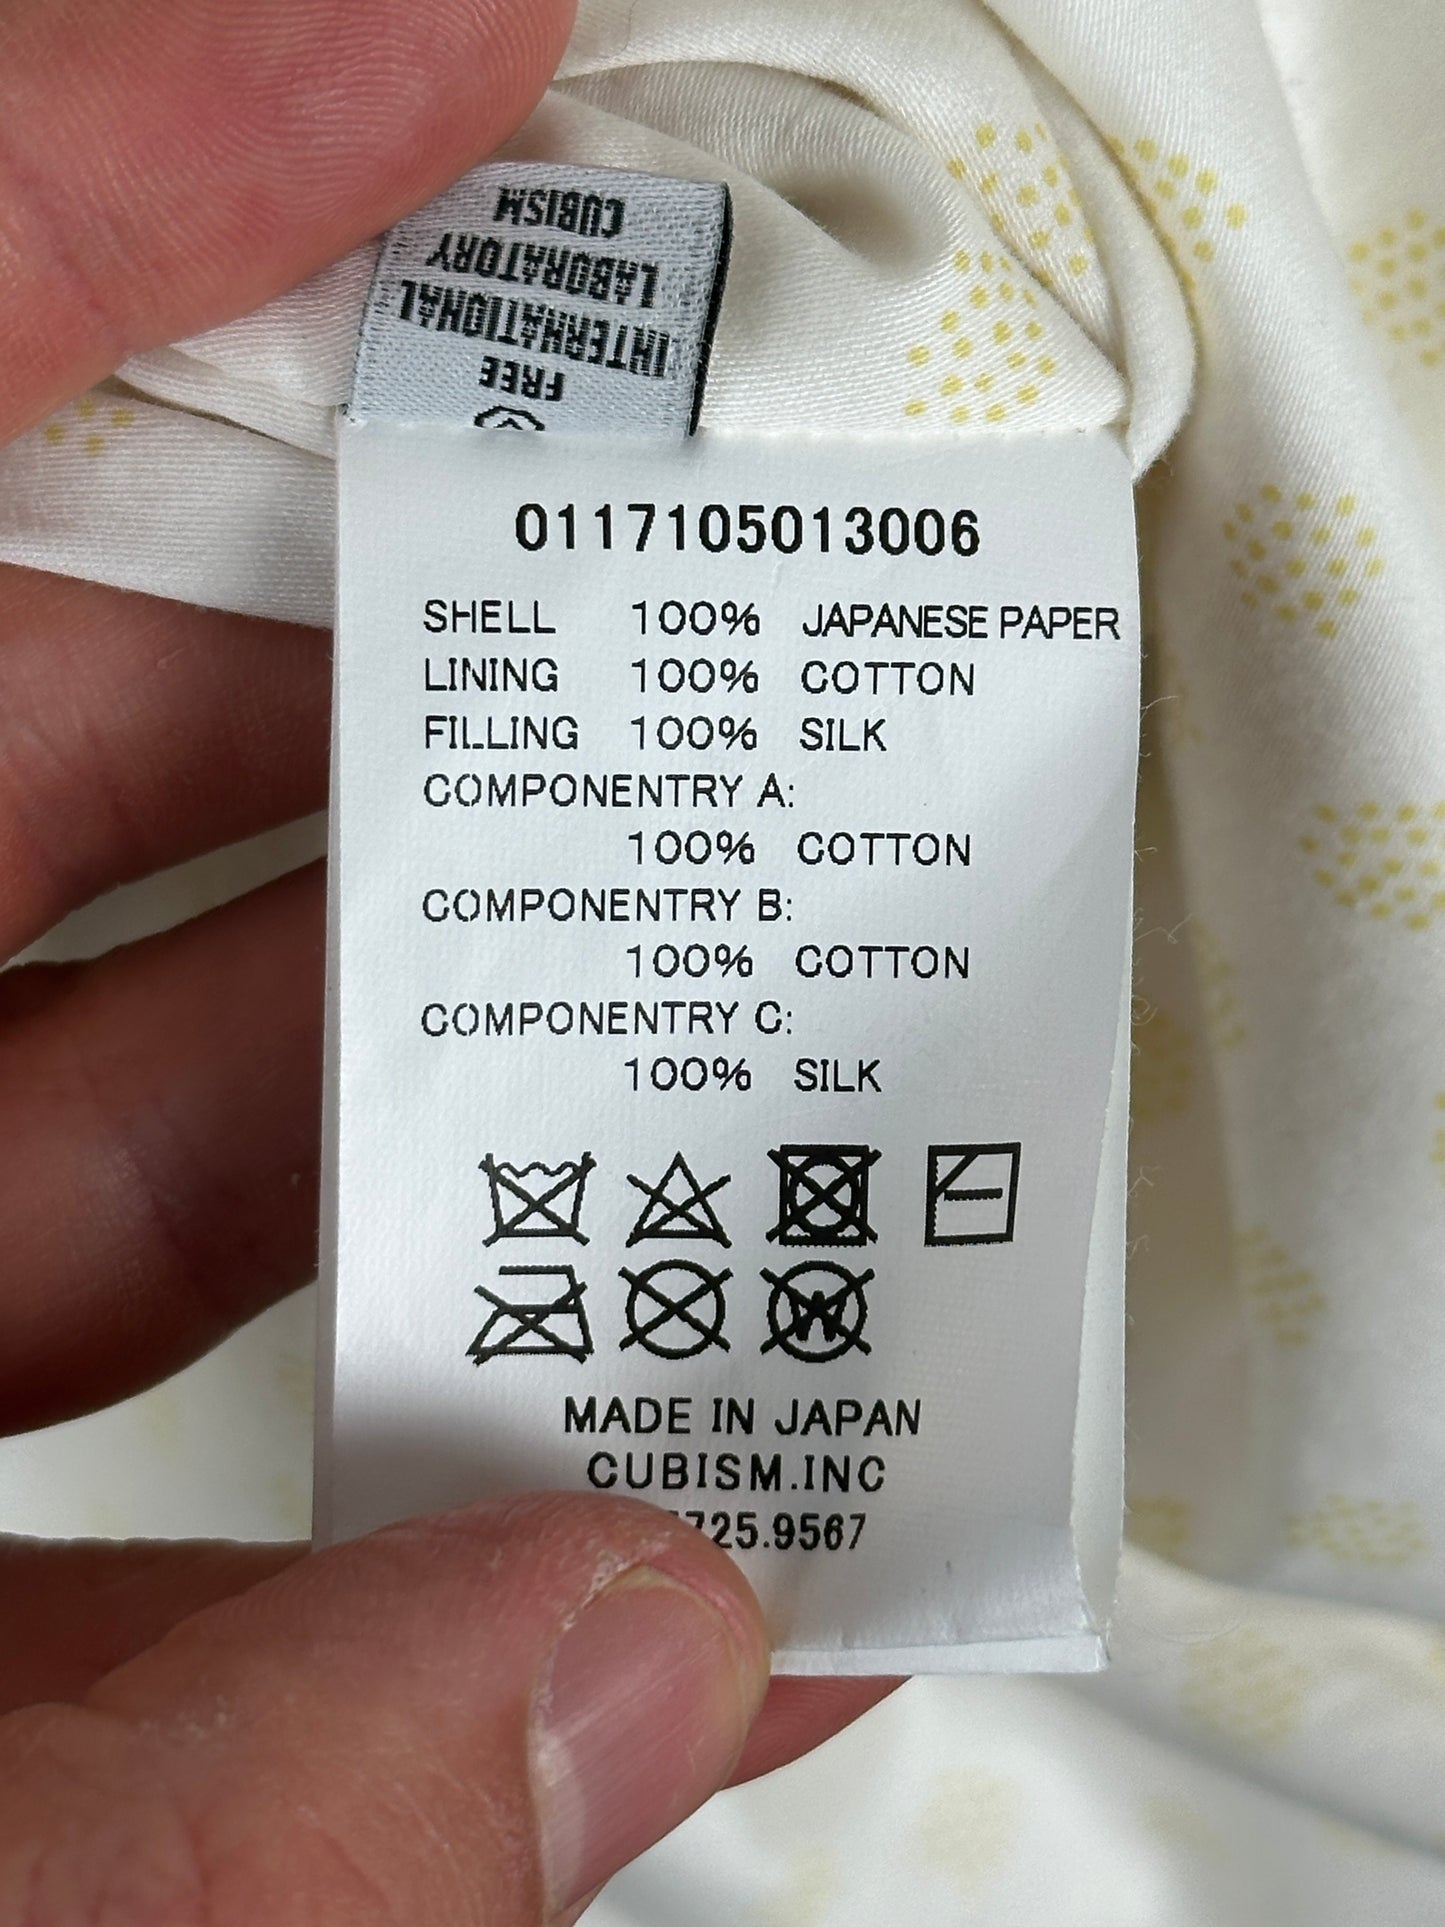 CUBISM
LABORATORY
INTERNATIONAL
FREE
0117105013006
SHELL 100% JAPANESE PAPER
LINING 100% COTTON
FILLING 100% SILK
COMPONENTRY A:
100% COTTON
COMPONENTRY B:
100% COTTON
COMPONENTRY C:
100% SILK
W
MADE IN JAPAN
CUBISM.INC
725.9567